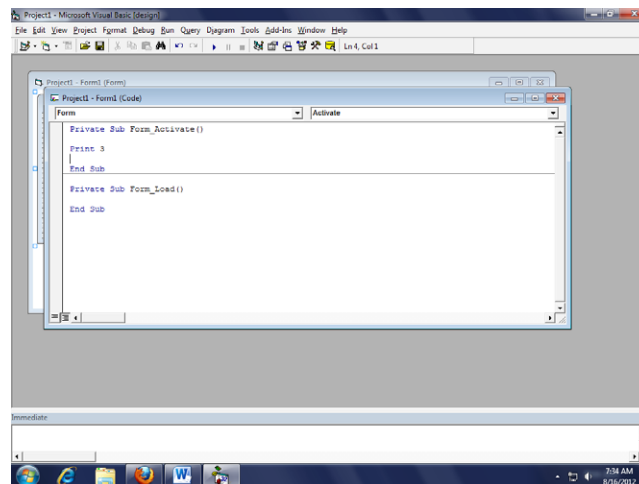 Project1 - Microsoft Visual Basic [design]
File Edit View Project Format Debug Run Query Diagram Tools Add-Ins Window Help
Ln 4, Col 1
Project1 - Form1 (Form)
Project1 - Form1 (Code)
Form Activate
Private Sub Form_Activate()
Print 3
End Sub
Private Sub Form_Load()
End Sub
Immediate
7:34 AM
8/16/2012